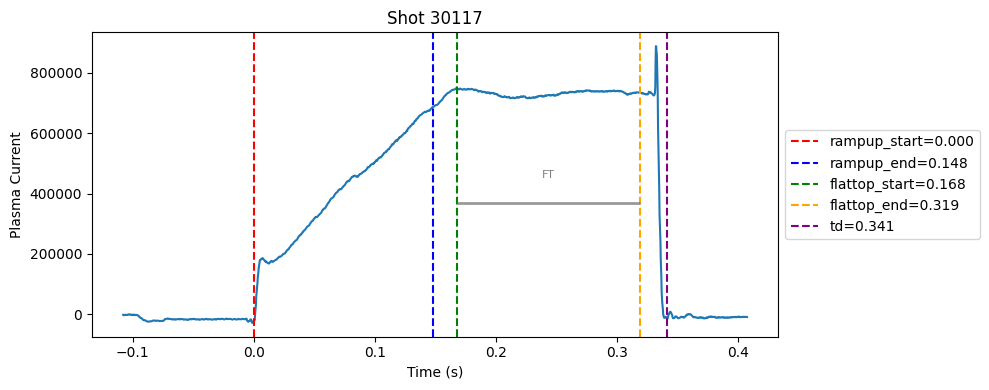 Shot 30117
Plasma Current
800000
600000
400000
200000
0
FT
−0.1
0.0
0.1
0.2
0.3
0.4
Time (s)
rampup_start=0.000
rampup_end=0.148
flattop_start=0.168
flattop_end=0.319
td=0.341